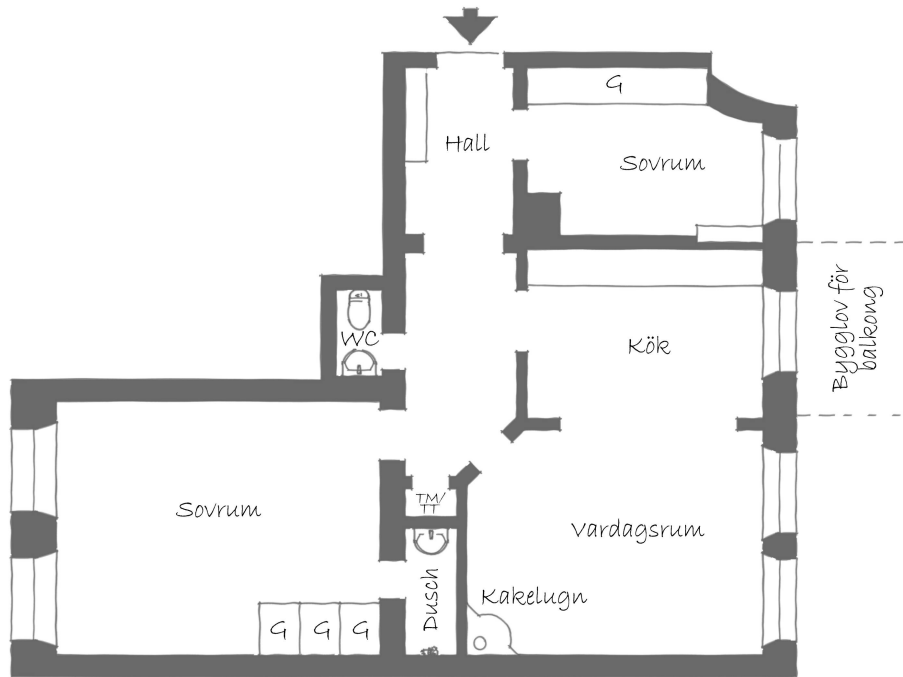 G
Hall
Sovrum
WC
Kök
Bygglov för
balkong
Sovrum
TM/
TT
Vardagsrum
Dusch
Kakelugn
G
G
G